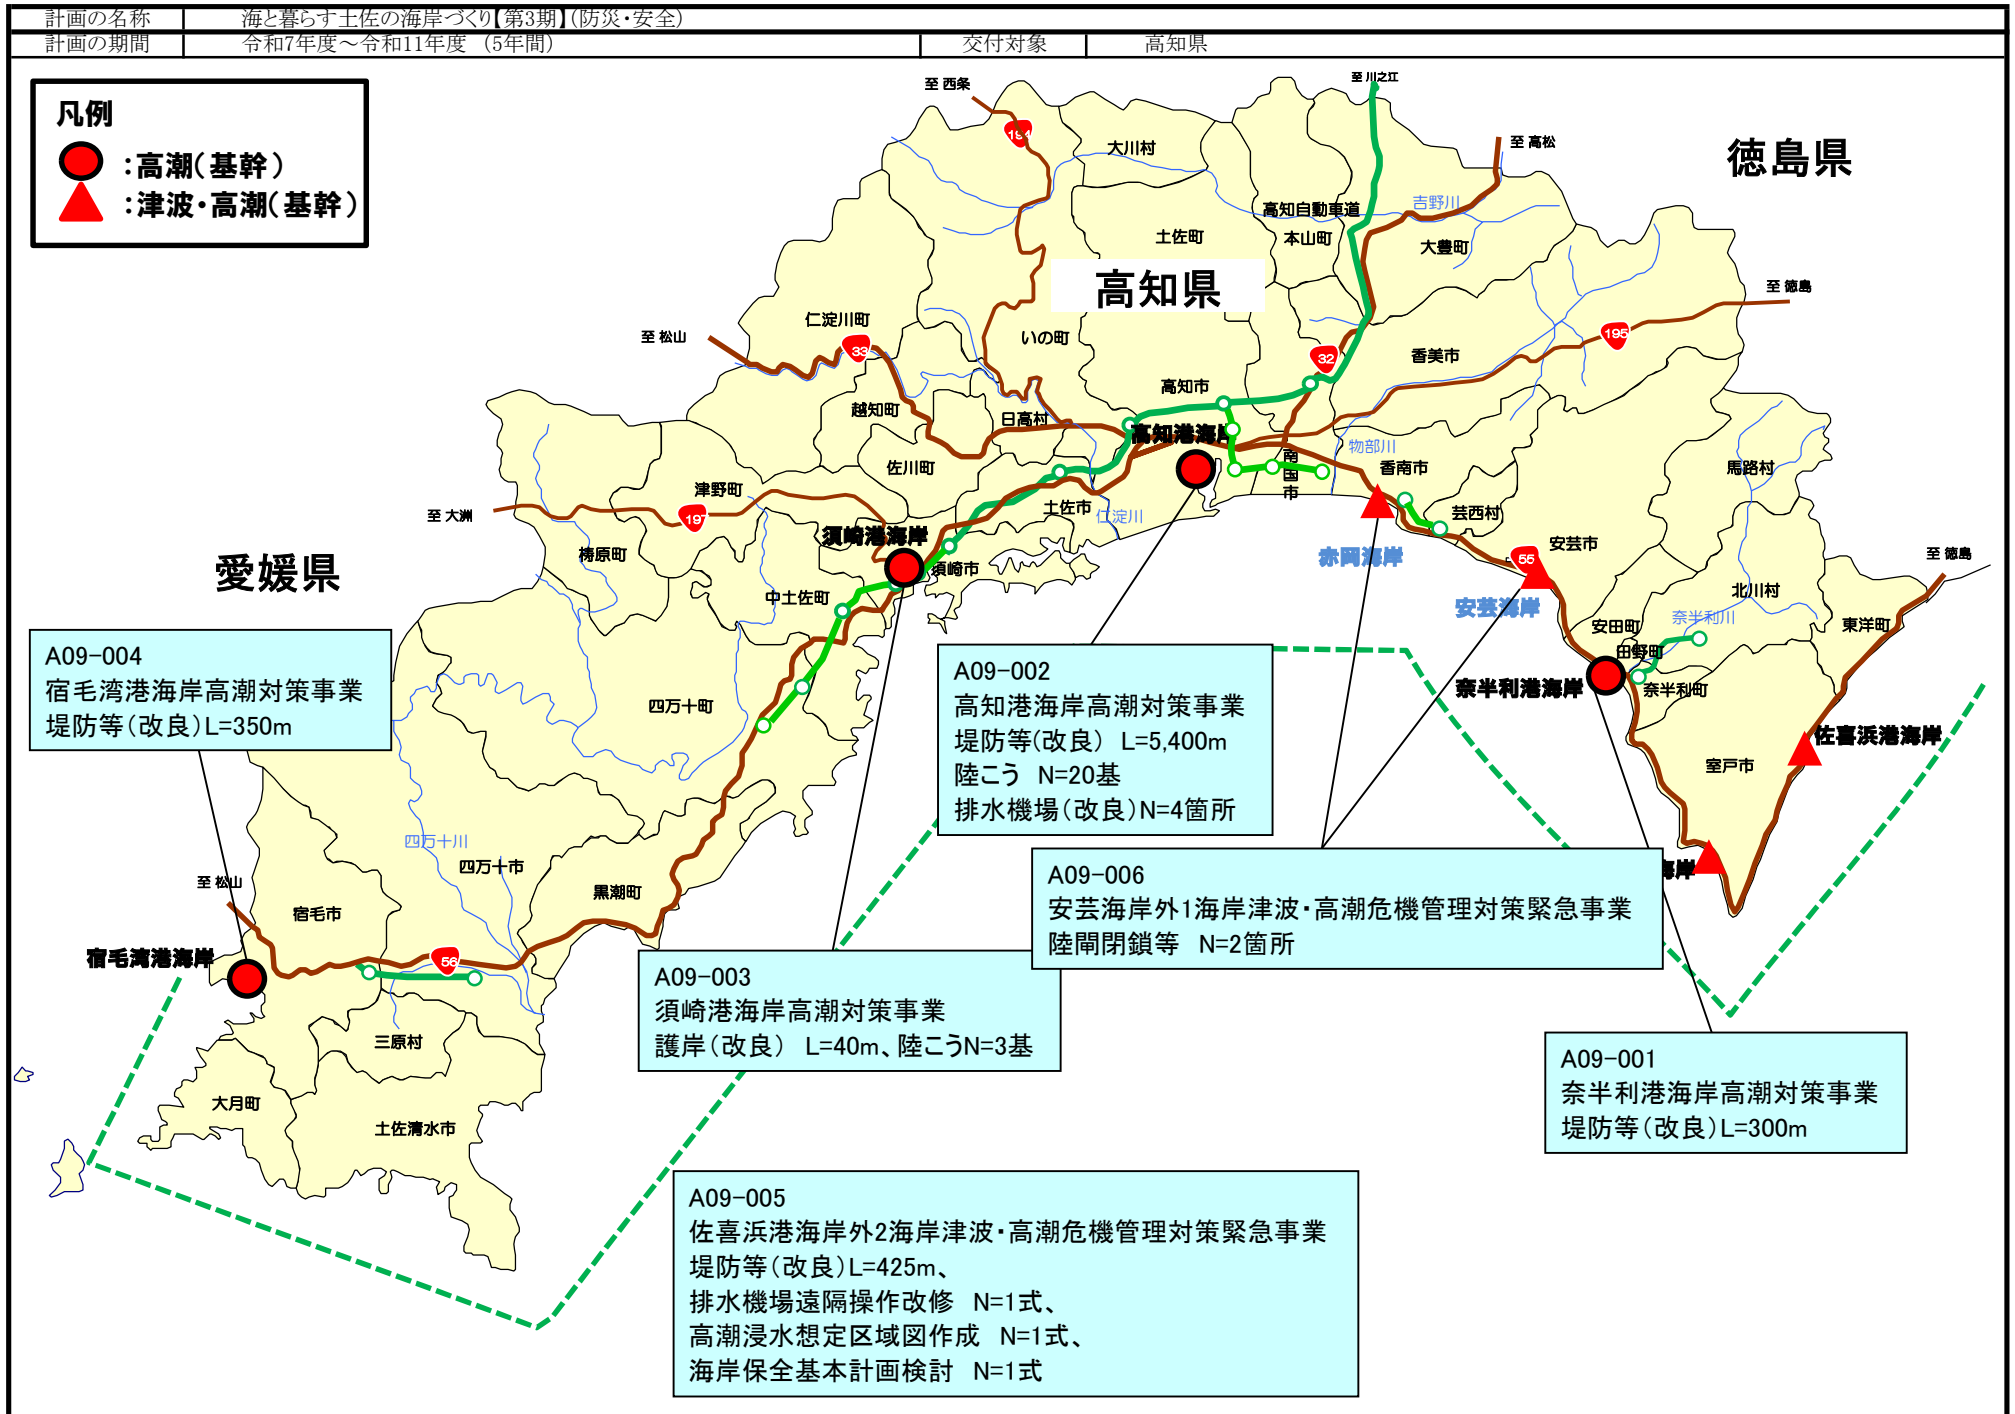 計画の名称 海と暮らす土佐の海岸づくり【第3期】(防災・安全)
計画の期間 令和7年度～令和11年度 (5年間) 交付対象 高知県
凡例
:高潮(基幹)
:津波・高潮(基幹)
至 西条
至 川之江
194
大川村
至 高松
徳島県
高知自動車道
吉野川
土佐町
本山町
大豊町
高知県
至 徳島
仁淀川町
至 松山
いの町
33
32
195
香美市
高知市
越知町
日高村
高知港海岸
物部川
佐川町
南国市
香南市
馬路村
津野町
土佐市
仁淀川
芸西村
至 大洲
197
須崎港海岸
安芸市
梼原町
赤岡海岸
55
至 徳島
愛媛県
須崎市
北川村
中土佐町
安芸海岸
奈半利川
安田町
東洋町
田野町
奈半利港海岸
奈半利町
四万十町
佐喜浜港海岸
室戸市
A09-004
宿毛湾港海岸高潮対策事業
堤防等(改良)L=350m
A09-002
高知港海岸高潮対策事業
堤防等(改良) L=5,400m
陸こう N=20基
排水機場(改良)N=4箇所
四万十川
四万十市
至 松山
黒潮町
宿毛市
海岸
A09-006
安芸海岸外1海岸津波・高潮危機管理対策緊急事業
陸閘閉鎖等 N=2箇所
宿毛湾港海岸
56
A09-003
須崎港海岸高潮対策事業
護岸(改良) L=40m、陸こうN=3基
三原村
A09-001
奈半利港海岸高潮対策事業
堤防等(改良)L=300m
大月町
土佐清水市
A09-005
佐喜浜港海岸外2海岸津波・高潮危機管理対策緊急事業
堤防等(改良)L=425m、
排水機場遠隔操作改修 N=1式、
高潮浸水想定区域図作成 N=1式、
海岸保全基本計画検討 N=1式